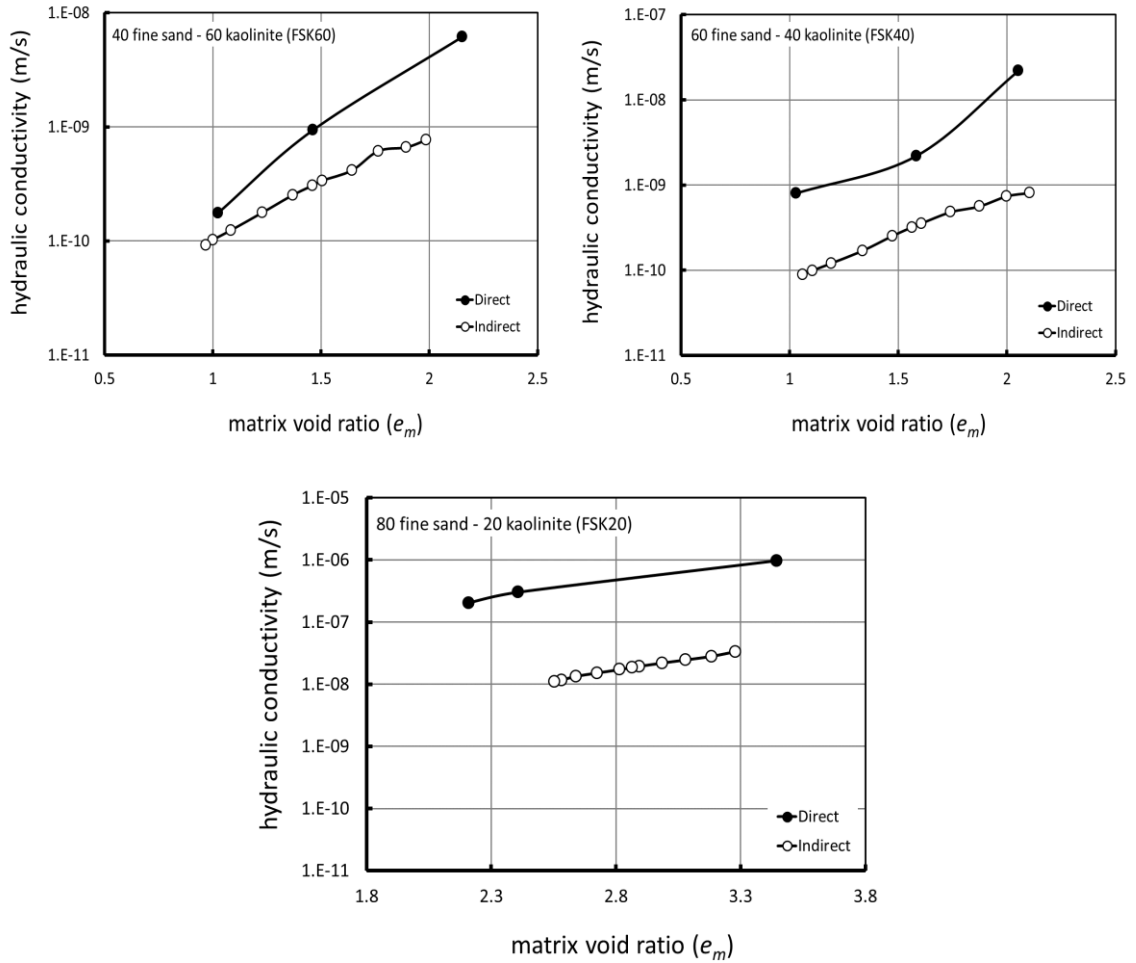 40 fine sand - 60 kaolinite (FSK60)
hydraulic conductivity (m/s)
1.E-08
1.E-09
1.E-10
1.E-11
Direct
Indirect
0.5 1 1.5 2 2.5
matrix void ratio (em)
60 fine sand - 40 kaolinite (FSK40)
hydraulic conductivity (m/s)
1.E-07
1.E-08
1.E-09
1.E-10
1.E-11
Direct
Indirect
0.5 1 1.5 2 2.5
matrix void ratio (em)
80 fine sand - 20 kaolinite (FSK20)
hydraulic conductivity (m/s)
1.E-05
1.E-06
1.E-07
1.E-08
1.E-09
1.E-10
1.E-11
Direct
Indirect
1.8 2.3 2.8 3.3 3.8
matrix void ratio (em)